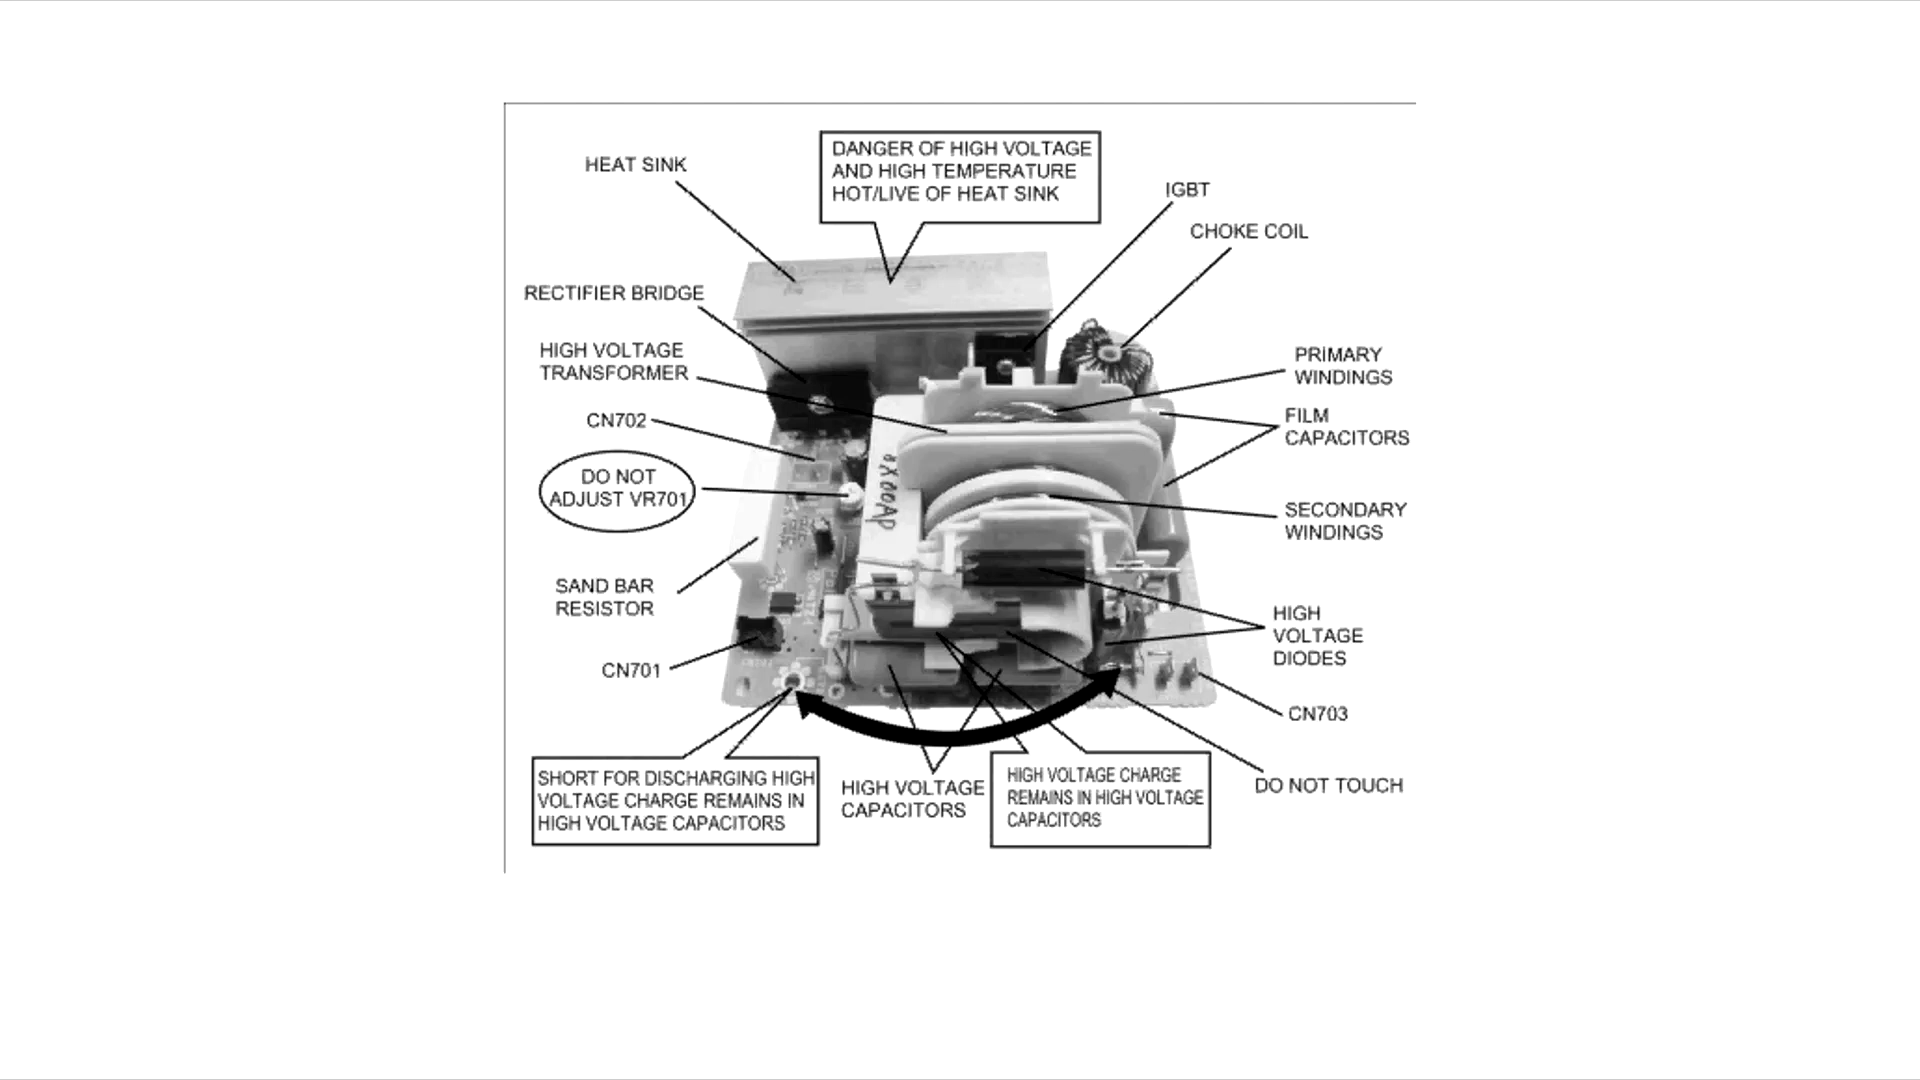 HEAT SINK
DANGER OF HIGH VOLTAGE
AND HIGH TEMPERATURE
HOT/LIVE OF HEAT SINK
IGBT
CHOKE COIL
RECTIFIER BRIDGE
HIGH VOLTAGE
TRANSFORMER
PRIMARY
WINDINGS
CN702
FILM
CAPACITORS
DO NOT
ADJUST VR701
SECONDARY
WINDINGS
SAND BAR
RESISTOR
HIGH
VOLTAGE
DIODES
CN701
CN703
SHORT FOR DISCHARGING HIGH
VOLTAGE CHARGE REMAINS IN
HIGH VOLTAGE CAPACITORS
HIGH VOLTAGE
CAPACITORS
HIGH VOLTAGE CHARGE
REMAINS IN HIGH VOLTAGE
CAPACITORS
DO NOT TOUCH